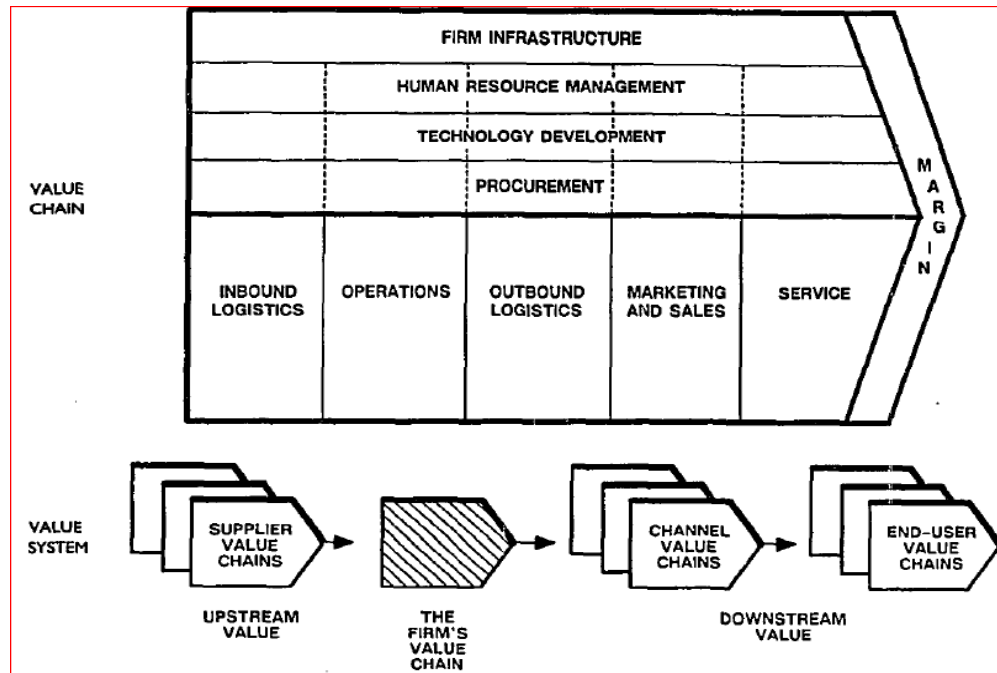 FIRM INFRASTRUCTURE
HUMAN RESOURCE MANAGEMENT
TECHNOLOGY DEVELOPMENT
PROCUREMENT
VALUE
CHAIN
MARGIN
INBOUND
LOGISTICS
OPERATIONS
OUTBOUND
LOGISTICS
MARKETING
AND SALES
SERVICE
VALUE
SYSTEM
SUPPLIER
VALUE
CHAINS
CHANNEL
VALUE
CHAINS
END-USER
VALUE
CHAINS
UPSTREAM
VALUE
THE
FIRM'S
VALUE
CHAIN
DOWNSTREAM
VALUE